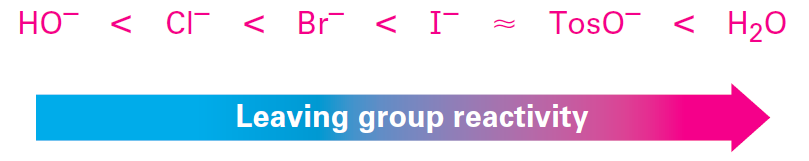 HO⁻ < Cl⁻ < Br⁻ < I⁻ ≈ TosO⁻ < H₂O
Leaving group reactivity